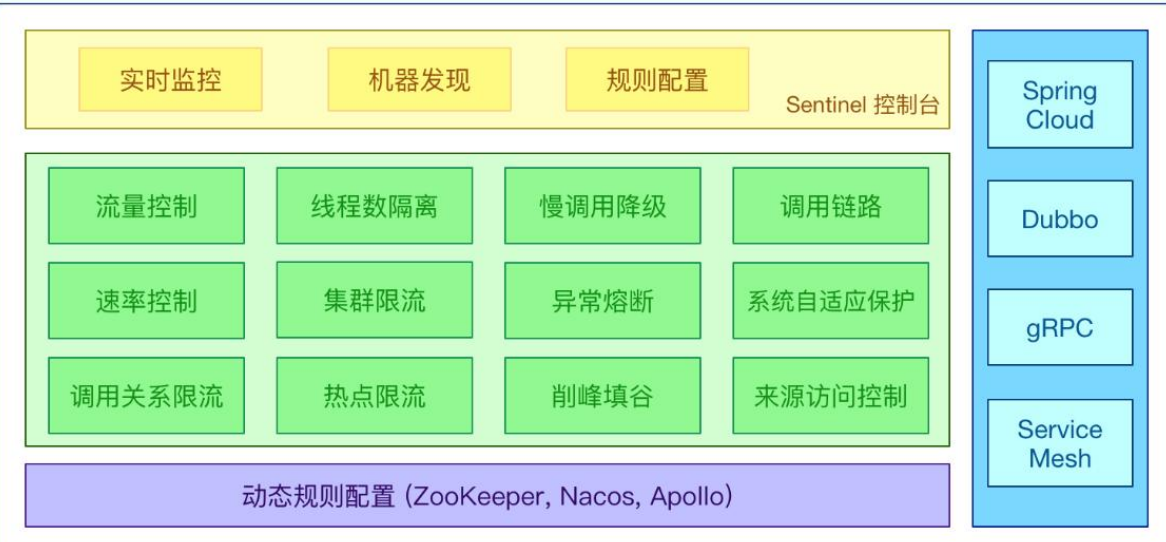 实时监控
机器发现
规则配置
Sentinel 控制台
流量控制
线程数隔离
慢调用降级
调用链路
速率控制
集群限流
异常熔断
系统自适应保护
调用关系限流
热点限流
削峰填谷
来源访问控制
动态规则配置 (ZooKeeper, Nacos, Apollo)
Spring
Cloud
Dubbo
gRPC
Service
Mesh